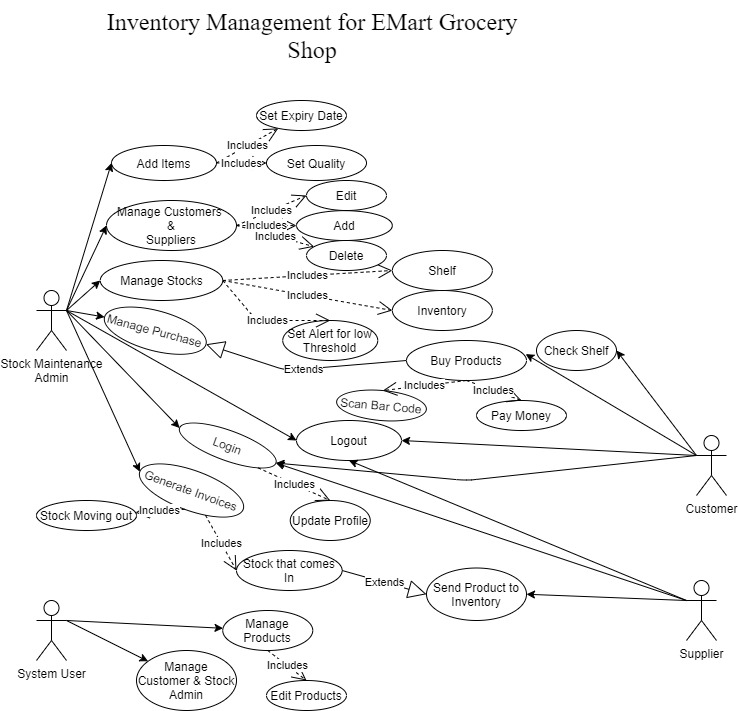 Inventory Management for EMart Grocery
Shop
Set Expiry Date
Includes
Add Items
Includes
Set Quality
Edit
Manage Customers
&
Suppliers
Includes
Includes
Includes
Add
Delete
Manage Stocks
Includes
Shelf
Includes
Inventory
Manage Purchase
Includes
Set Alert for low
Threshold
Stock Maintenance
Admin
Extends
Buy Products
Check Shelf
Includes
Includes
Scan Bar Code
Pay Money
Login
Logout
Customer
Generate Invoices
Includes
Stock Moving out
Includes
Update Profile
Includes
Stock that comes
In
Extends
Send Product to
Inventory
Supplier
System User
Manage
Products
Includes
Manage
Customer & Stock
Admin
Edit Products